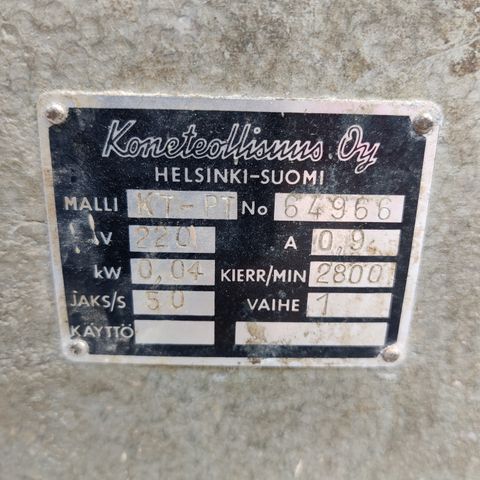 Koneteollisuus Oy
HELSINKI-SUOMI
MALLI KT-PT No 64966
V 220 A 0,9
kW 0,04 KIERR/MIN 2800
JAKS/S 50 VAIHE 1
KÄYTTÖ